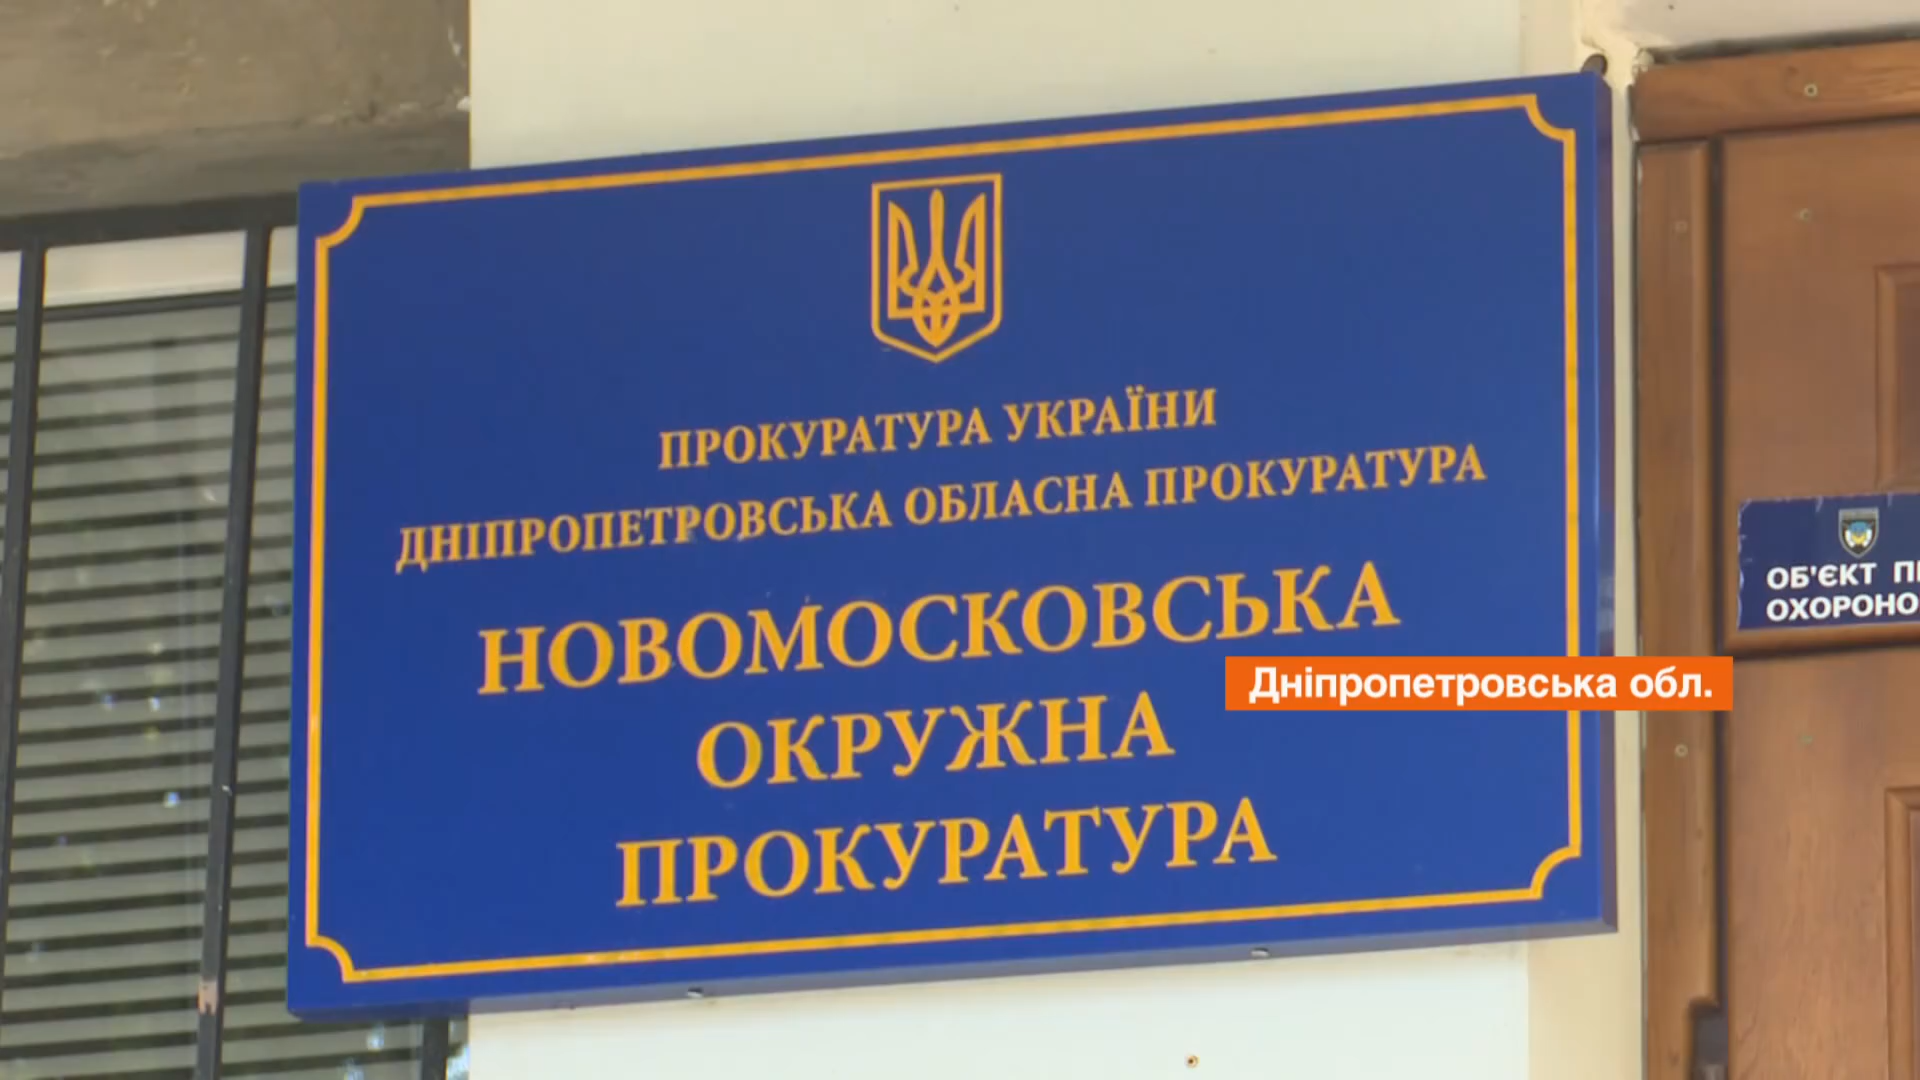 ПРОКУРАТУРА УКРАЇНИ
ДНІПРОПЕТРОВСЬКА ОБЛАСНА ПРОКУРАТУРА
НОВОМОСКОВСЬКА
ОКРУЖНА
ПРОКУРАТУРА
Дніпропетровська обл.
ОБ'ЄКТ